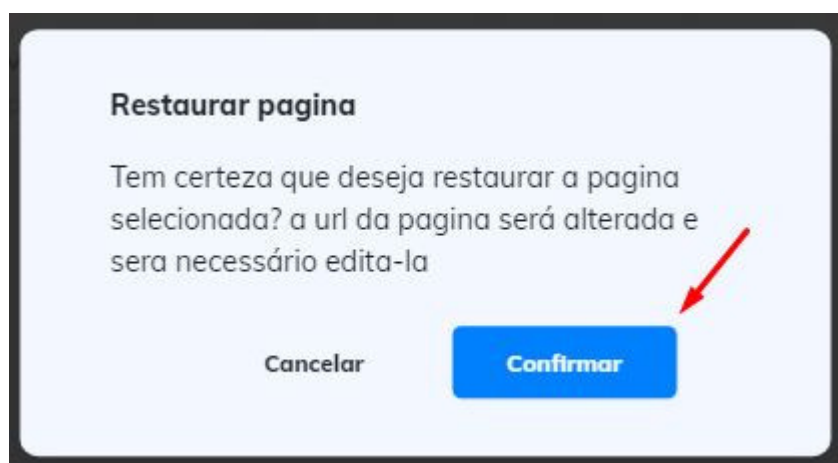 Restaurar pagina
Tem certeza que deseja restaurar a pagina
selecionada? a url da pagina será alterada e
sera necessário edita-la
Cancelar
Confirmar